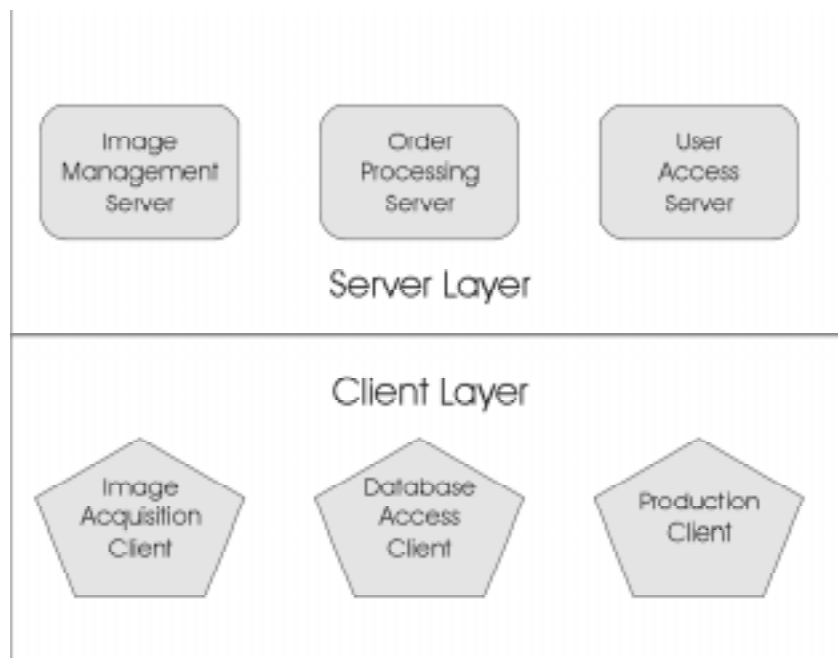 Image
Management
Server
Order
Processing
Server
User
Access
Server
Server Layer
Client Layer
Image
Acquisition
Client
Database
Access
Client
Production
Client